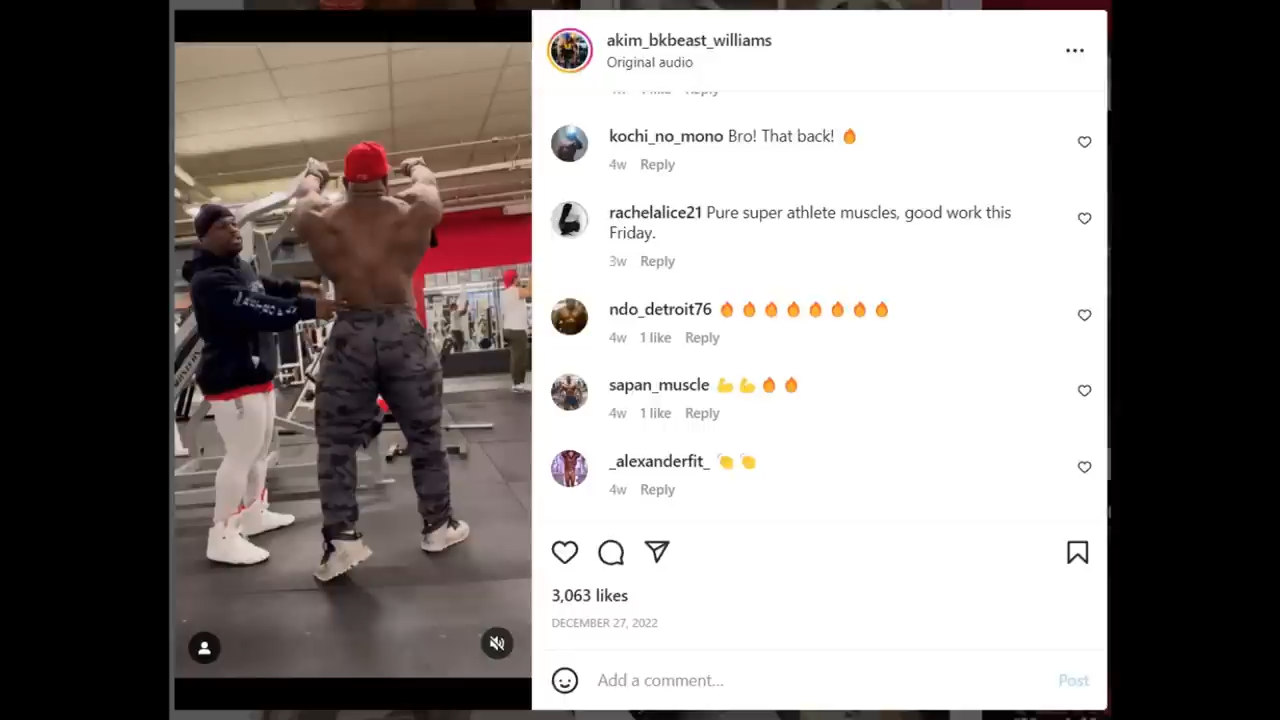 akim_bkbeast_williams
Original audio
kochi_no_mono Bro! That back! 🔥
4w Reply
rachelalice21 Pure super athlete muscles, good work this
Friday.
3w Reply
ndo_detroit76 🔥🔥🔥🔥🔥🔥🔥🔥
4w 1 like Reply
sapan_muscle 💪💪🔥🔥
4w 1 like Reply
_alexanderfit_ 👏👏
4w Reply
3,063 likes
DECEMBER 27, 2022
Add a comment...
Post